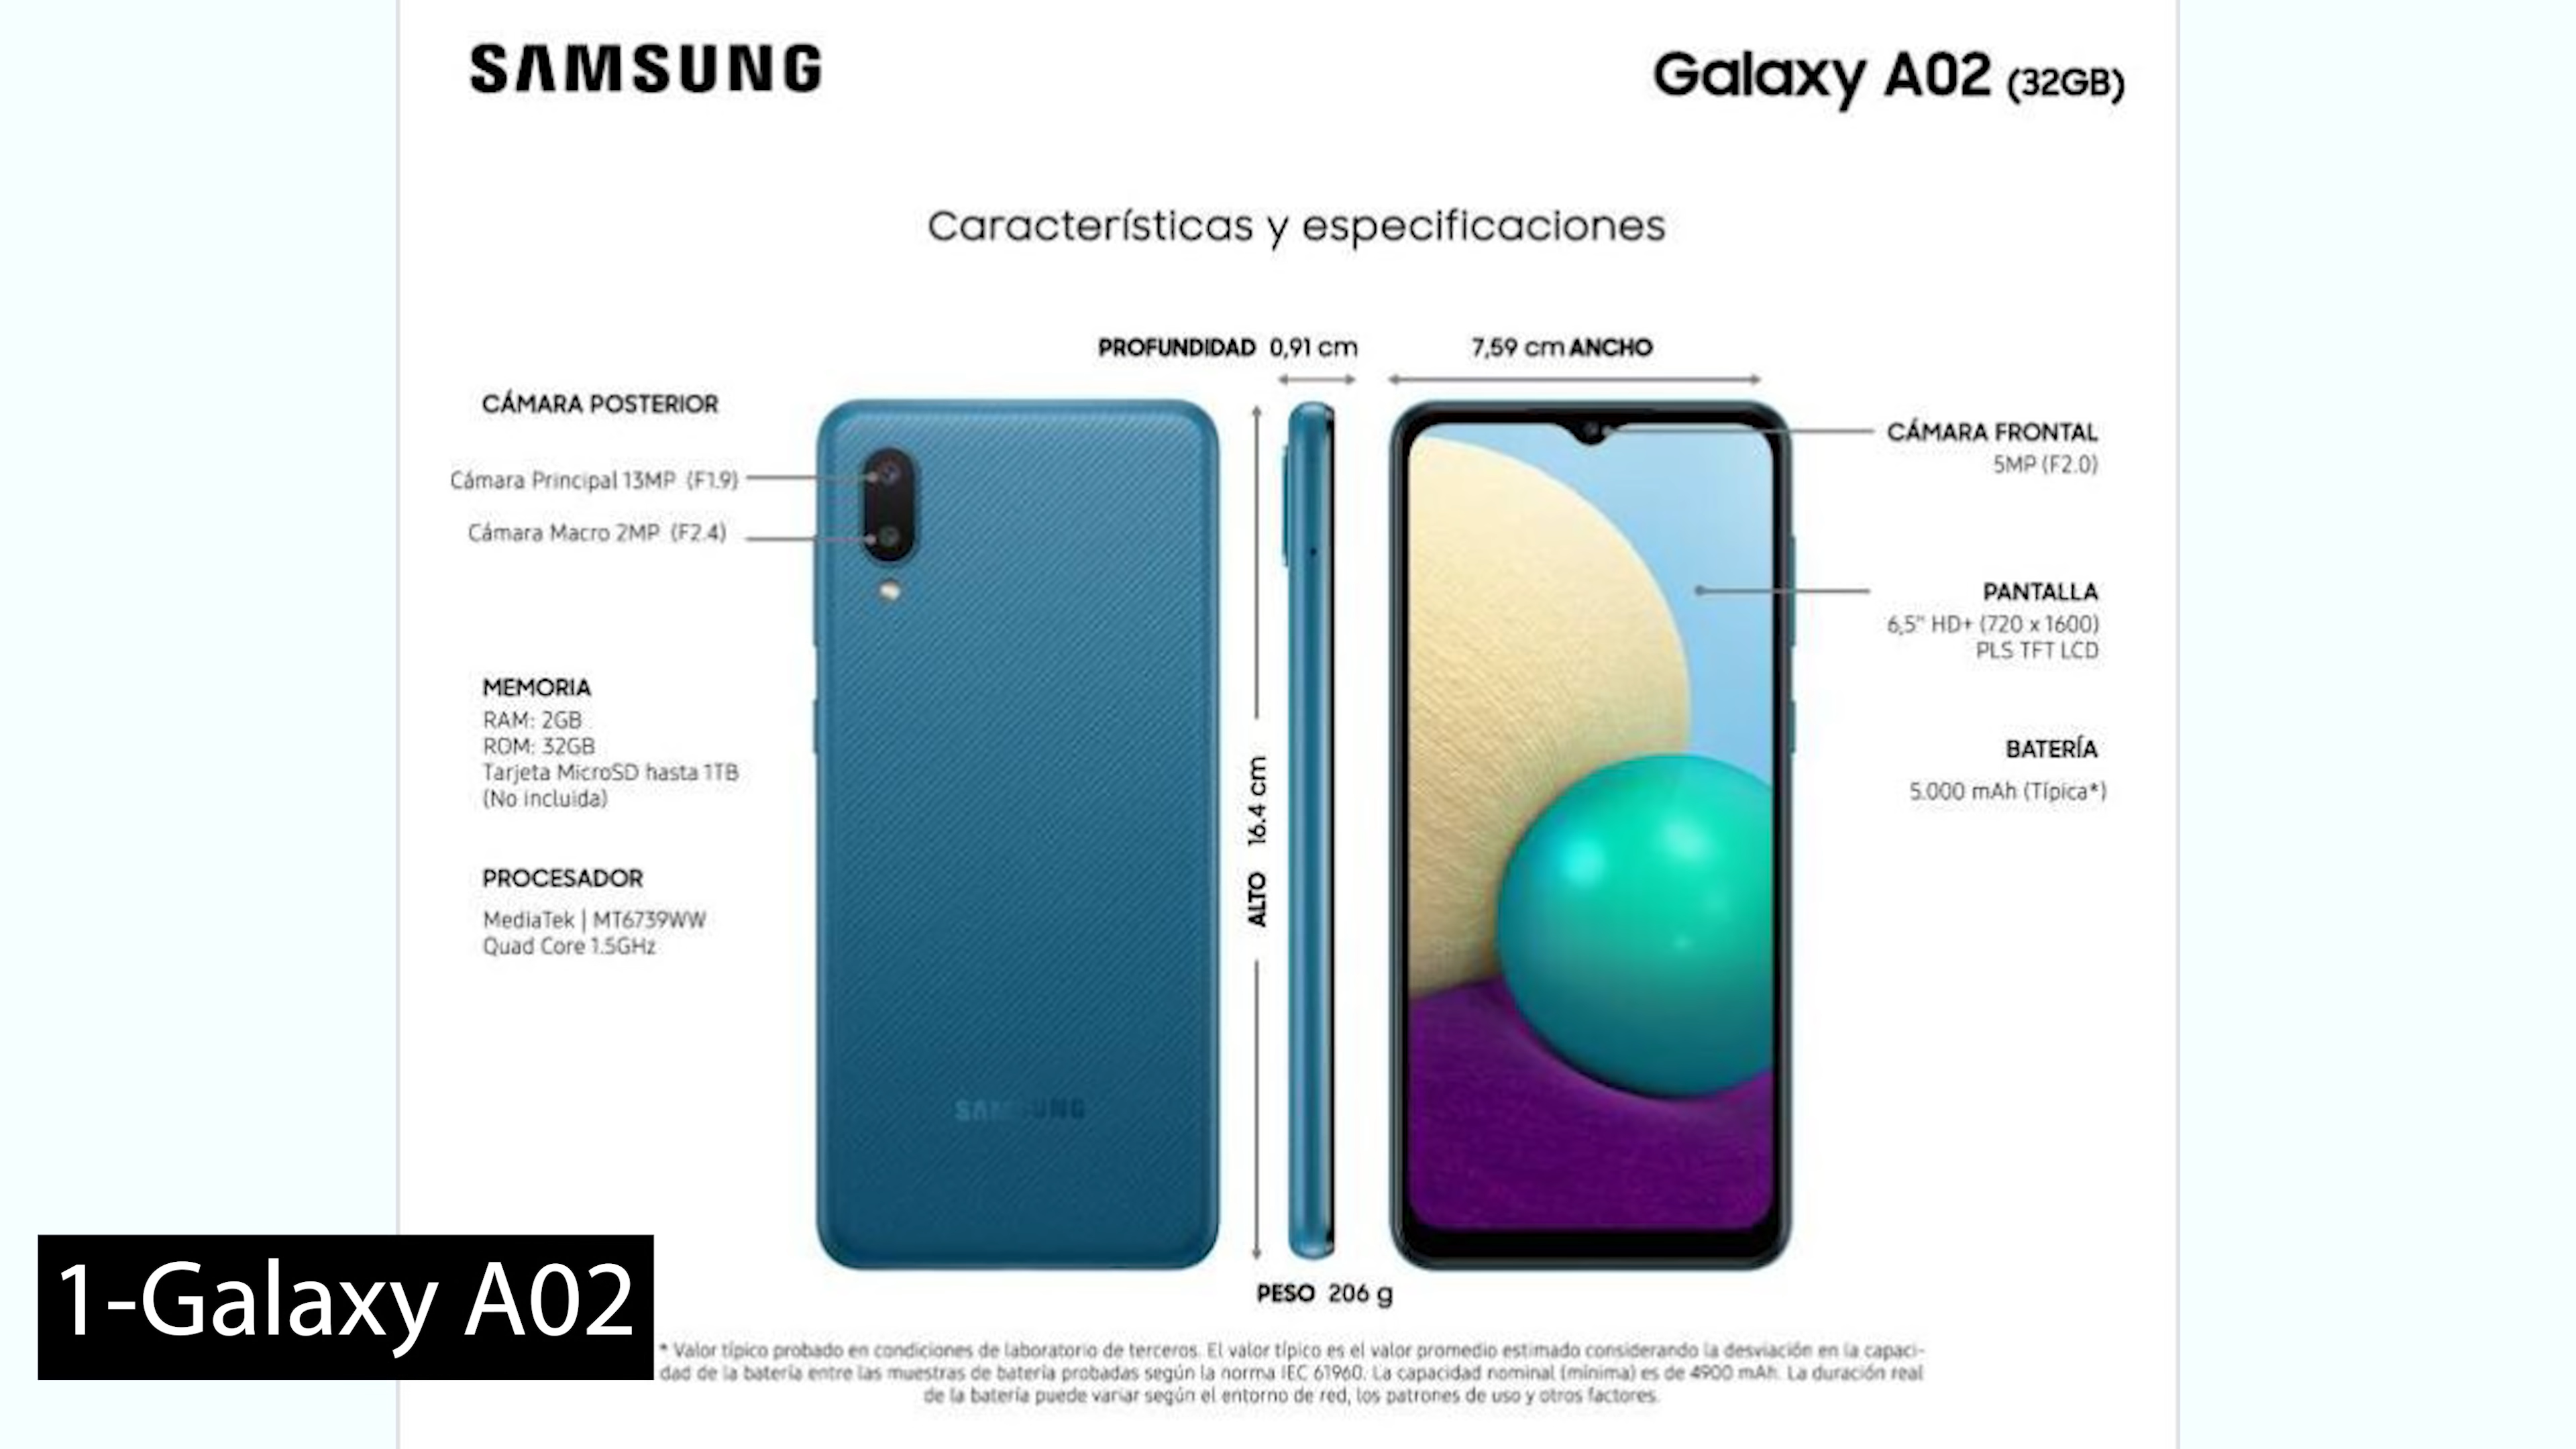 SAMSUNG
Galaxy A02 (32GB)
Características y especificaciones
PROFUNDIDAD 0,91 cm
7,59 cm ANCHO
CÁMARA POSTERIOR
Cámara Principal 13MP (F1.9)
Cámara Macro 2MP (F2.4)
MEMORIA
RAM: 2GB
ROM: 32GB
Tarjeta MicroSD hasta 1TB
(No incluida)
PROCESADOR
MediaTek | MT6739WW
Quad Core 1.5GHz
SAMSUNG
ALTO 16.4 cm
CÁMARA FRONTAL
5MP (F2.0)
PANTALLA
6,5" HD+ (720 x 1600)
PLS TFT LCD
BATERÍA
5.000 mAh (Típica*)
PESO 206 g
1-Galaxy A02
* Valor típico probado en condiciones de laboratorio de terceros. El valor típico es el valor promedio estimado considerando la desviación en la capaci-
dad de la batería entre las muestras de batería probadas según la norma IEC 61960. La capacidad nominal (mínima) es de 4900 mAh. La duración real
de la batería puede variar según el entorno de red, los patrones de uso y otros factores.